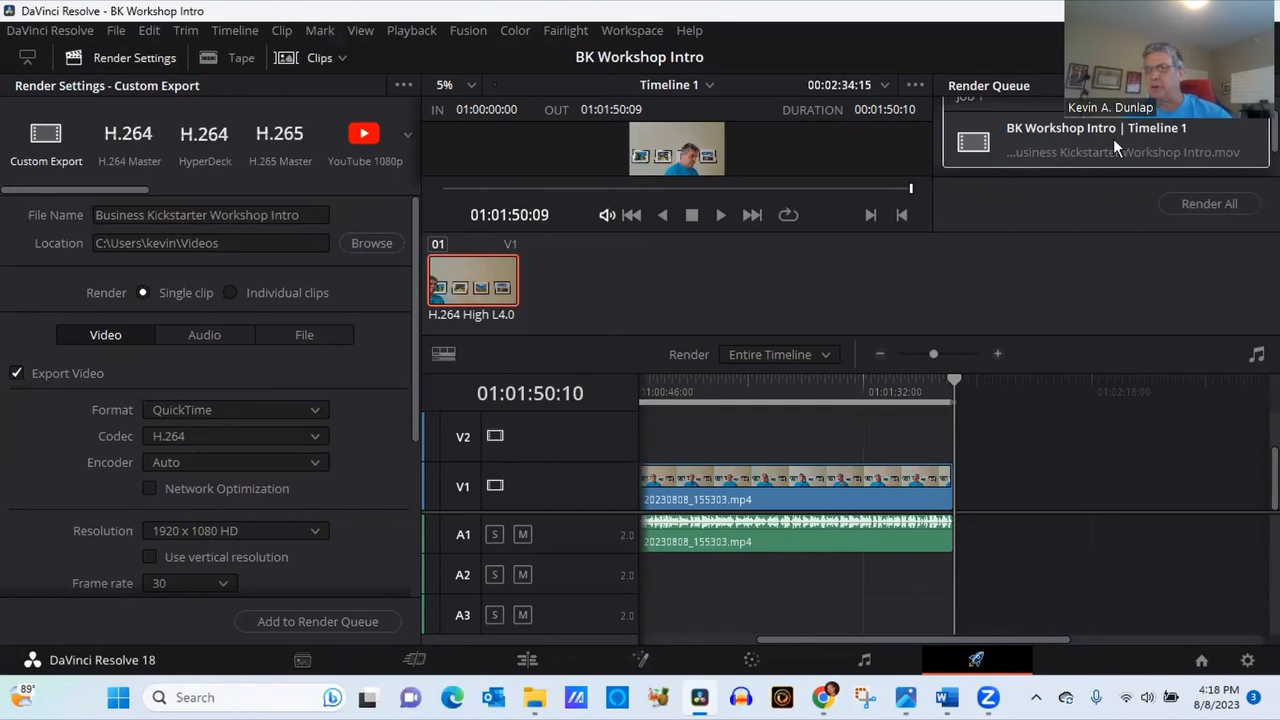 DaVinci Resolve - BK Workshop Intro
DaVinci Resolve File Edit Trim Timeline Clip Mark View Playback Fusion Color Fairlight Workspace Help
Render Settings Tape Clips BK Workshop Intro
Render Settings - Custom Export
H.264 H.264 H.265
Custom Export H.264 Master HyperDeck H.265 Master YouTube 1080p
File Name Business Kickstarter Workshop Intro
Location C:\Users\kevin\Videos Browse
Render Single clip Individual clips
Video Audio File
Export Video
Format QuickTime
Codec H.264
Encoder Auto
Network Optimization
Resolution 1920 x 1080 HD
Use vertical resolution
Frame rate 30
Add to Render Queue
5% Timeline 1 00:02:34:15
IN 01:00:00:00 OUT 01:01:50:09 DURATION 00:01:50:10
01:01:50:09
01 V1
H.264 High L4.0
Render Entire Timeline
01:01:50:10 01:00:46:00 01:01:32:00 01:02:18:00
V2
V1 20230808_155303.mp4
A1 S M 2.0 20230808_155303.mp4
A2 S M 2.0
A3 S M 2.0
Render Queue
Kevin A. Dunlap
Job 1
BK Workshop Intro | Timeline 1
...usiness Kickstarter Workshop Intro.mov
Render All
DaVinci Resolve 18
89°
Search
4:18 PM
8/8/2023
3